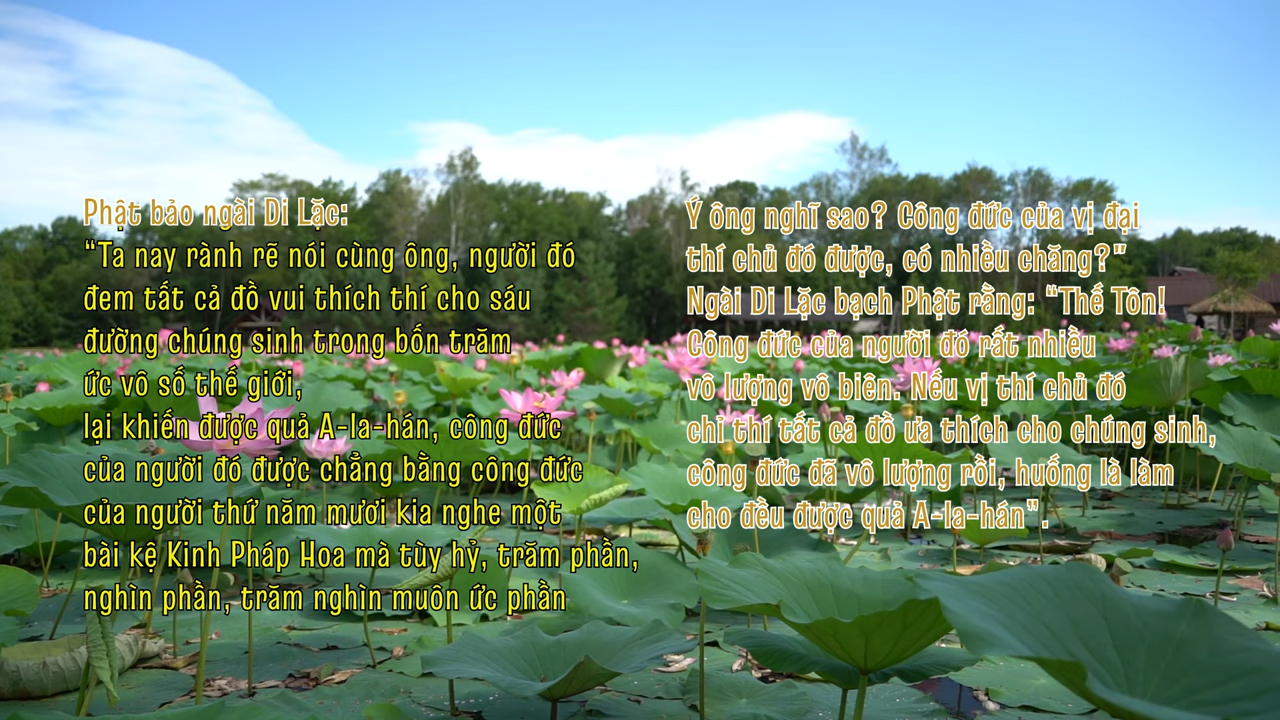 Phật bảo ngài Di Lặc:
“Ta nay rành rẽ nói cùng ông, người đó
đem tất cả đồ vui thích thí cho sáu
đường chúng sinh trong bốn trăm
ức vô số thế giới,
lại khiến được quả A-la-hán, công đức
của người đó được chẳng bằng công đức
của người thứ năm mươi kia nghe một
bài kệ Kinh Pháp Hoa mà tùy hỷ, trăm phần,
nghìn phần, trăm nghìn muôn ức phần
Ý ông nghĩ sao? Công đức của vị đại
thí chủ đó được, có nhiều chăng?”
Ngài Di Lặc bạch Phật rằng: “Thế Tôn!
Công đức của người đó rất nhiều
vô lượng vô biên. Nếu vị thí chủ đó
chỉ thí tất cả đồ ưa thích cho chúng sinh,
công đức đã vô lượng rồi, huống là làm
cho đều được quả A-la-hán”.